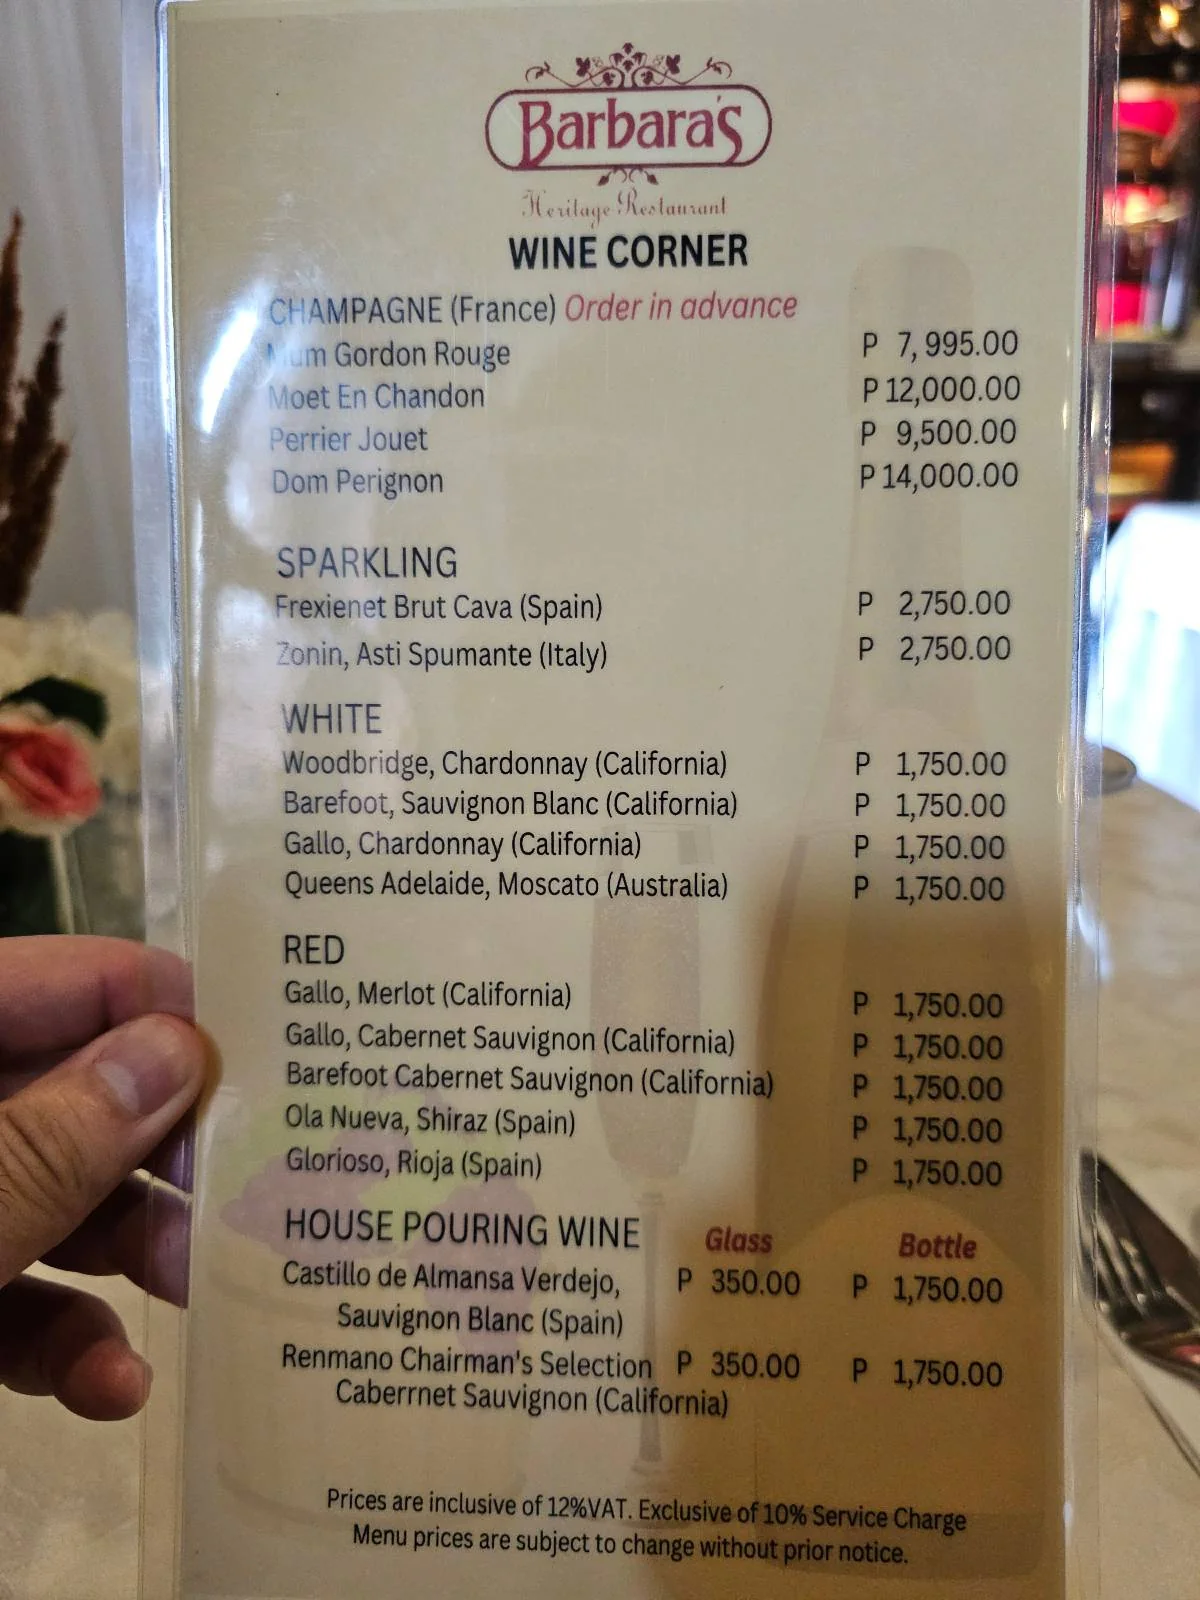 Barbara's
Heritage Restaurant
WINE CORNER
CHAMPAGNE (France) Order in advance
Mum Gordon Rouge P 7, 995.00
Moet En Chandon P 12,000.00
Perrier Jouet P 9,500.00
Dom Perignon P 14,000.00
SPARKLING
Frexienet Brut Cava (Spain) P 2,750.00
Zonin, Asti Spumante (Italy) P 2,750.00
WHITE
Woodbridge, Chardonnay (California) P 1,750.00
Barefoot, Sauvignon Blanc (California) P 1,750.00
Gallo, Chardonnay (California) P 1,750.00
Queens Adelaide, Moscato (Australia) P 1,750.00
RED
Gallo, Merlot (California) P 1,750.00
Gallo, Cabernet Sauvignon (California) P 1,750.00
Barefoot Cabernet Sauvignon (California) P 1,750.00
Ola Nueva, Shiraz (Spain) P 1,750.00
Glorioso, Rioja (Spain) P 1,750.00
HOUSE POURING WINE Glass Bottle
Castillo de Almansa Verdejo, P 350.00 P 1,750.00
Sauvignon Blanc (Spain)
Renmano Chairman's Selection P 350.00 P 1,750.00
Caberrnet Sauvignon (California)
Prices are inclusive of 12%VAT. Exclusive of 10% Service Charge
Menu prices are subject to change without prior notice.